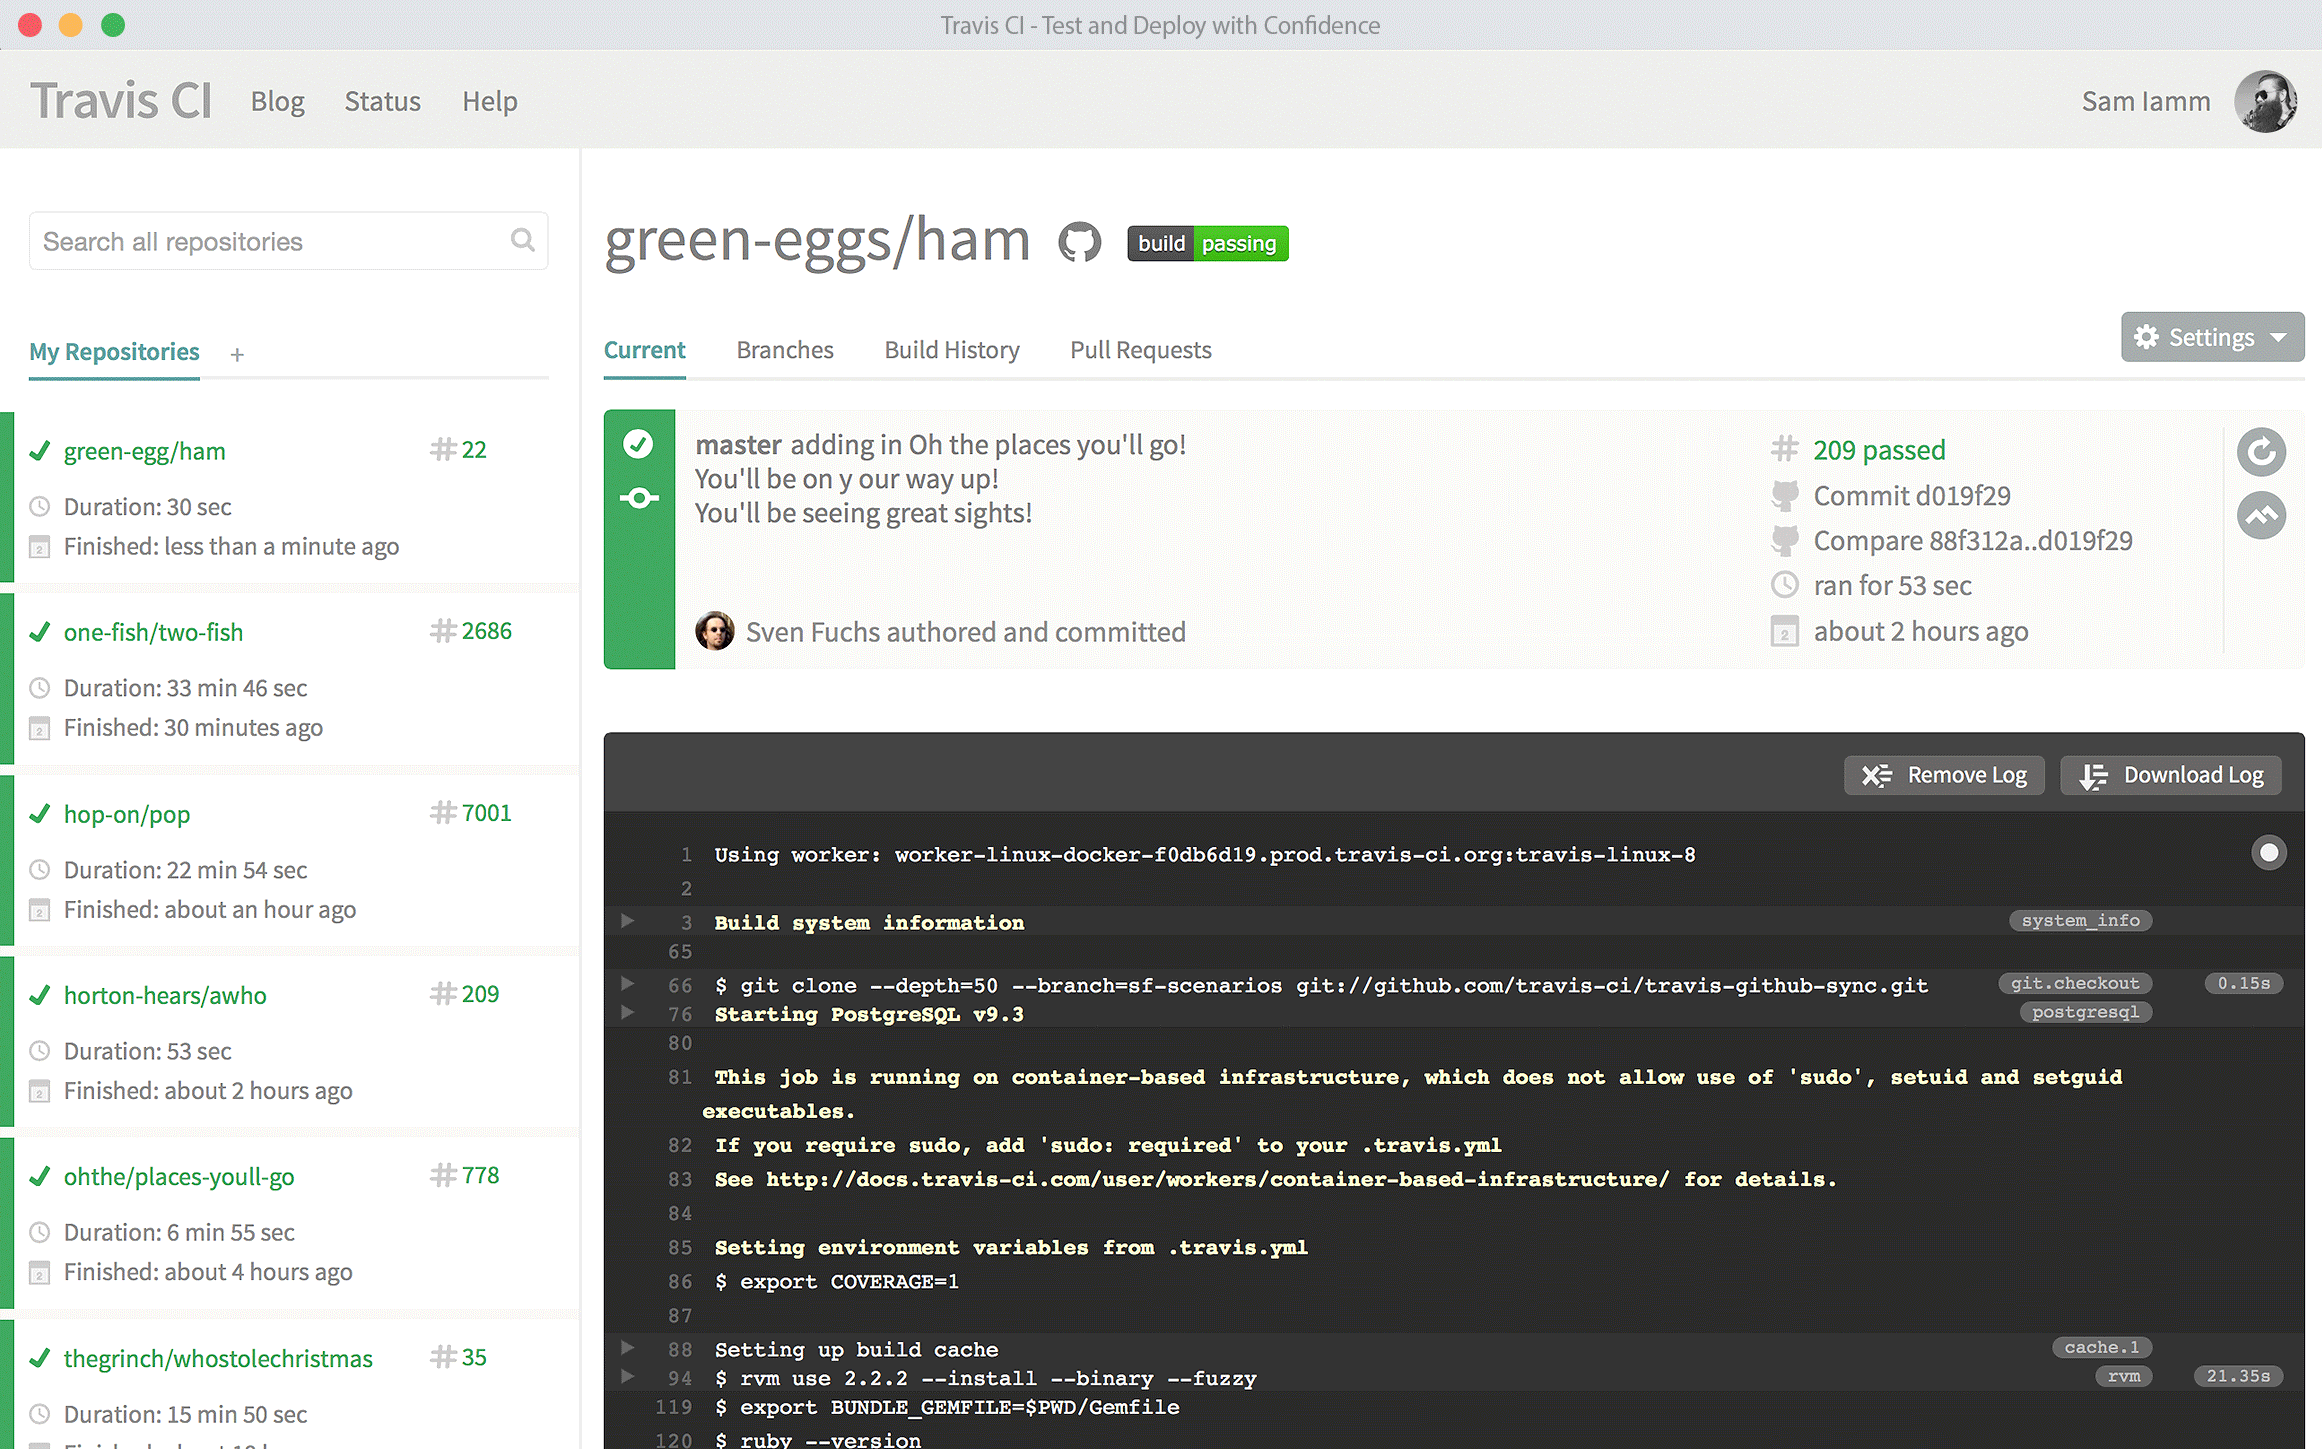 Travis CI - Test and Deploy with Confidence
Travis CI Blog Status Help
Sam Iamm
Search all repositories
My Repositories +
green-egg/ham # 22
Duration: 30 sec
Finished: less than a minute ago
one-fish/two-fish # 2686
Duration: 33 min 46 sec
Finished: 30 minutes ago
hop-on/pop # 7001
Duration: 22 min 54 sec
Finished: about an hour ago
horton-hears/awho # 209
Duration: 53 sec
Finished: about 2 hours ago
ohthe/places-youll-go # 778
Duration: 6 min 55 sec
Finished: about 4 hours ago
thegrinch/whostolechristmas # 35
Duration: 15 min 50 sec
green-eggs/ham build passing
Current Branches Build History Pull Requests
Settings
master adding in Oh the places you'll go!
You'll be on y our way up!
You'll be seeing great sights!
Sven Fuchs authored and committed
# 209 passed
Commit d019f29
Compare 88f312a..d019f29
ran for 53 sec
about 2 hours ago
Remove Log Download Log
1 Using worker: worker-linux-docker-f0db6d19.prod.travis-ci.org:travis-linux-8
2
3 Build system information system_info
65
66 $ git clone --depth=50 --branch=sf-scenarios git://github.com/travis-ci/travis-github-sync.git git.checkout 0.15s
76 Starting PostgreSQL v9.3 postgresql
80
81 This job is running on container-based infrastructure, which does not allow use of 'sudo', setuid and setguid
executables.
82 If you require sudo, add 'sudo: required' to your .travis.yml
83 See http://docs.travis-ci.com/user/workers/container-based-infrastructure/ for details.
84
85 Setting environment variables from .travis.yml
86 $ export COVERAGE=1
87
88 Setting up build cache cache.1
94 $ rvm use 2.2.2 --install --binary --fuzzy rvm 21.35s
119 $ export BUNDLE_GEMFILE=$PWD/Gemfile
120 $ ruby --version